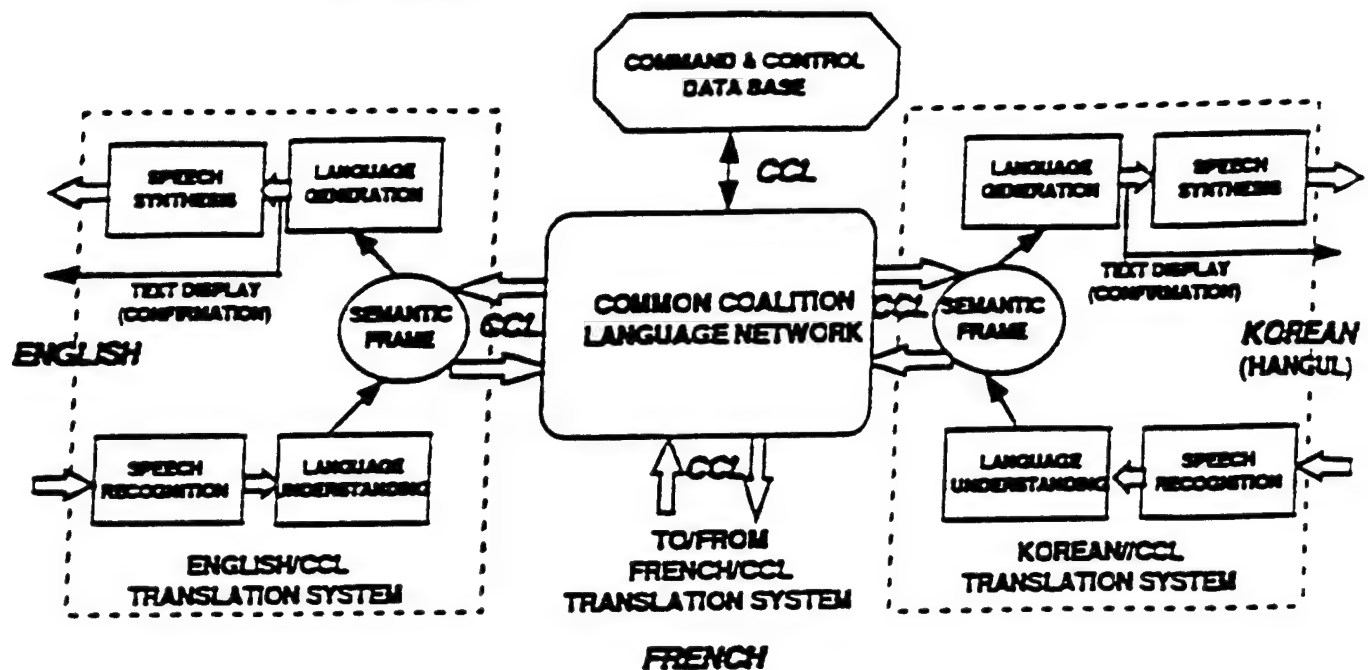 COMMAND & CONTROL
DATA BASE
CCL
SPEECH
SYNTHESIS
LANGUAGE
GENERATION
TEXT DISPLAY
(CONFIRMATION)
ENGLISH
SEMANTIC
FRAME
CCL
SPEECH
RECOGNITION
LANGUAGE
UNDERSTANDING
ENGLISH/CCL
TRANSLATION SYSTEM
COMMON COALITION
LANGUAGE NETWORK
CCL
TO/FROM
FRENCH/CCL
TRANSLATION SYSTEM
FRENCH
LANGUAGE
GENERATION
SPEECH
SYNTHESIS
TEXT DISPLAY
(CONFIRMATION)
CCL
SEMANTIC
FRAME
KOREAN
(HANGUL)
LANGUAGE
UNDERSTANDING
SPEECH
RECOGNITION
KOREAN//CCL
TRANSLATION SYSTEM